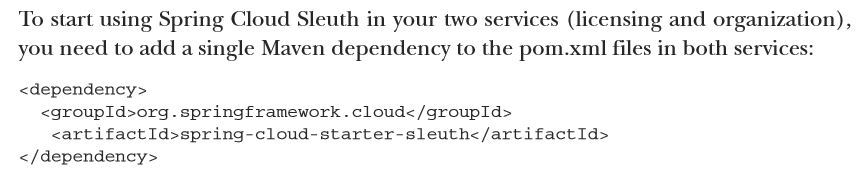 To start using Spring Cloud Sleuth in your two services (licensing and organization),
you need to add a single Maven dependency to the pom.xml files in both services:
<dependency>
  <groupId>org.springframework.cloud</groupId>
   <artifactId>spring-cloud-starter-sleuth</artifactId>
</dependency>